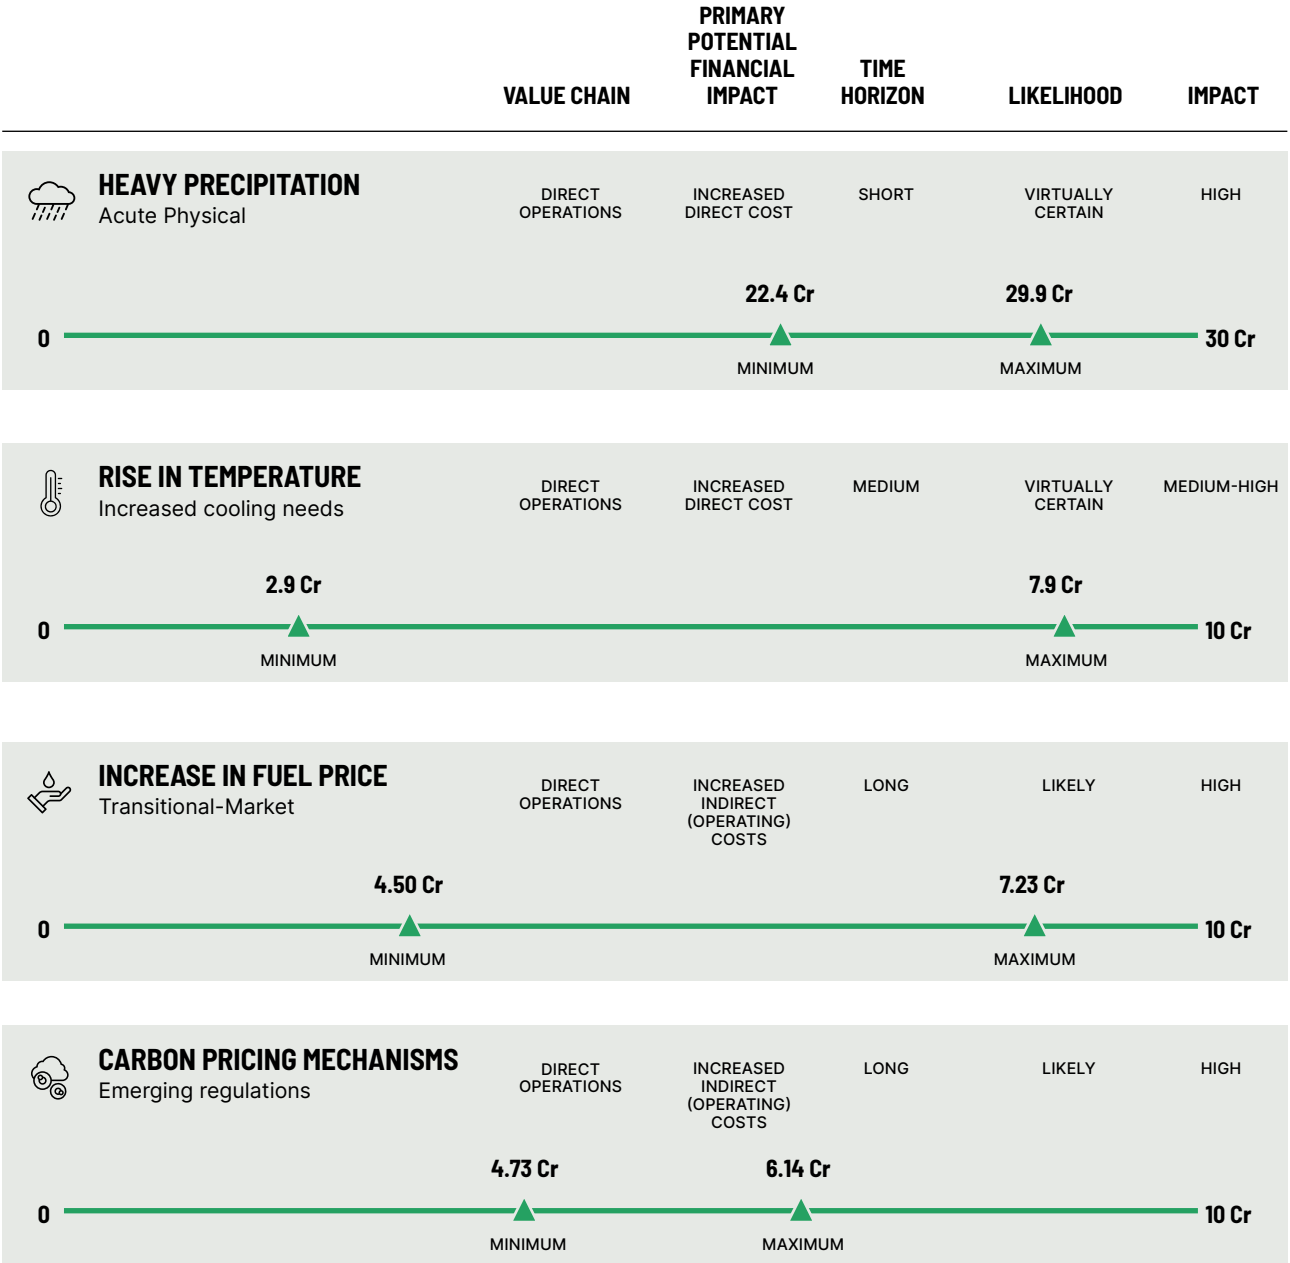 PRIMARY
POTENTIAL
FINANCIAL
IMPACT
VALUE CHAIN
TIME
HORIZON
LIKELIHOOD
IMPACT
HEAVY PRECIPITATION
Acute Physical
DIRECT
OPERATIONS
INCREASED
DIRECT COST
SHORT
VIRTUALLY
CERTAIN
HIGH
22.4 Cr
29.9 Cr
0
30 Cr
MINIMUM
MAXIMUM
RISE IN TEMPERATURE
Increased cooling needs
DIRECT
OPERATIONS
INCREASED
DIRECT COST
MEDIUM
VIRTUALLY
CERTAIN
MEDIUM-HIGH
2.9 Cr
7.9 Cr
0
10 Cr
MINIMUM
MAXIMUM
INCREASE IN FUEL PRICE
Transitional-Market
DIRECT
OPERATIONS
INCREASED
INDIRECT
(OPERATING)
COSTS
LONG
LIKELY
HIGH
4.50 Cr
7.23 Cr
0
10 Cr
MINIMUM
MAXIMUM
CARBON PRICING MECHANISMS
Emerging regulations
DIRECT
OPERATIONS
INCREASED
INDIRECT
(OPERATING)
COSTS
LONG
LIKELY
HIGH
4.73 Cr
6.14 Cr
0
10 Cr
MINIMUM
MAXIMUM